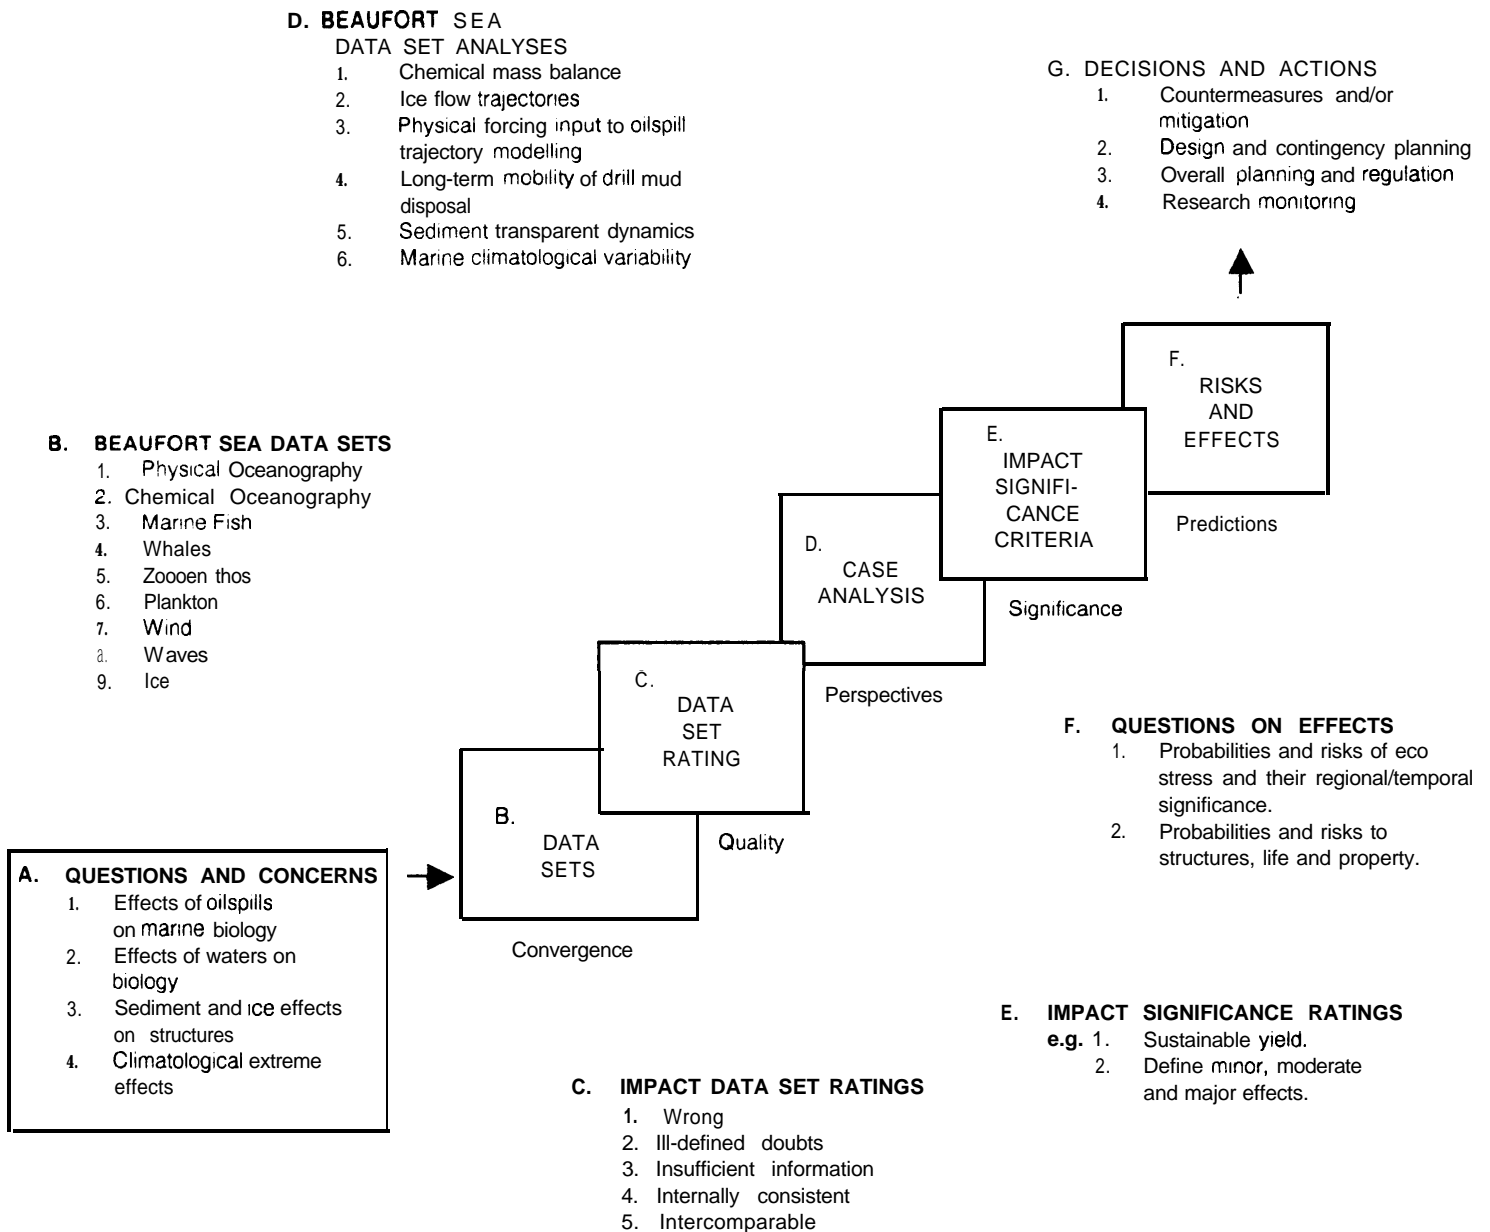 D. BEAUFORT SEA
DATA SET ANALYSES
1. Chemical mass balance
2. Ice flow trajectories
3. Physical forcing input to oilspill
trajectory modelling
4. Long-term mobility of drill mud
disposal
5. Sediment transparent dynamics
6. Marine climatological variability
G. DECISIONS AND ACTIONS
1. Countermeasures and/or
mitigation
2. Design and contingency planning
3. Overall planning and regulation
4. Research monitoring
B. BEAUFORT SEA DATA SETS
1. Physical Oceanography
2. Chemical Oceanography
3. Marine Fish
4. Whales
5. Zoooen thos
6. Plankton
7. Wind
a. Waves
9. Ice
F.
RISKS
AND
EFFECTS
Predictions
E.
IMPACT
SIGNIFI-
CANCE
CRITERIA
Significance
D.
CASE
ANALYSIS
Perspectives
C.
DATA
SET
RATING
Quality
B.
DATA
SETS
Convergence
A. QUESTIONS AND CONCERNS
1. Effects of oilspills
on marine biology
2. Effects of waters on
biology
3. Sediment and ice effects
on structures
4. Climatological extreme
effects
F. QUESTIONS ON EFFECTS
1. Probabilities and risks of eco
stress and their regional/temporal
significance.
2. Probabilities and risks to
structures, life and property.
E. IMPACT SIGNIFICANCE RATINGS
e.g. 1. Sustainable yield.
2. Define minor, moderate
and major effects.
C. IMPACT DATA SET RATINGS
1. Wrong
2. Ill-defined doubts
3. Insufficient information
4. Internally consistent
5. Intercomparable